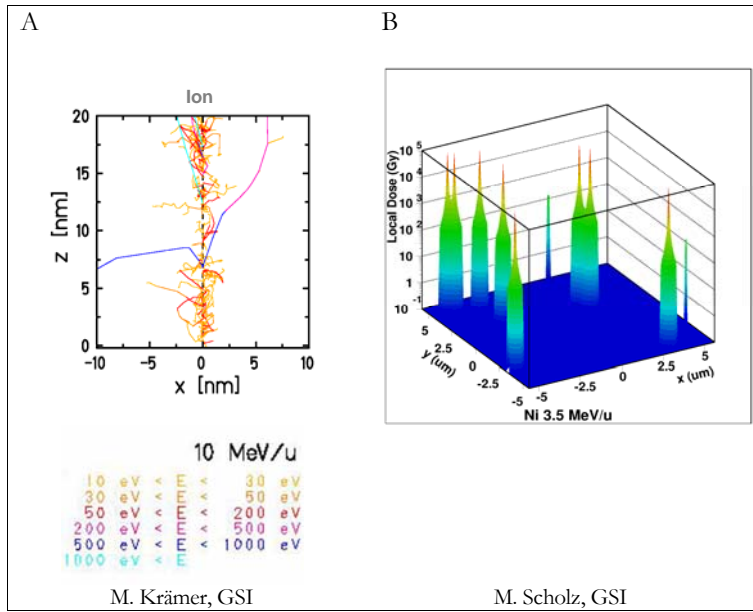 A
B
Ion
20
15
10
5
0
z [nm]
-10 -5 0 5 10
x [nm]
10 MeV/u
10 eV < E < 30 eV
30 eV < E < 50 eV
50 eV < E < 200 eV
200 eV < E < 500 eV
500 eV < E < 1000 eV
1000 eV < E
M. Krämer, GSI
Local Dose (Gy)
10 5
10 4
10 3
10 2
10
1
10 -1
5
2.5
0
-2.5
-5
y (um)
-5
-2.5
0
2.5
5
x (um)
Ni 3.5 MeV/u
M. Scholz, GSI